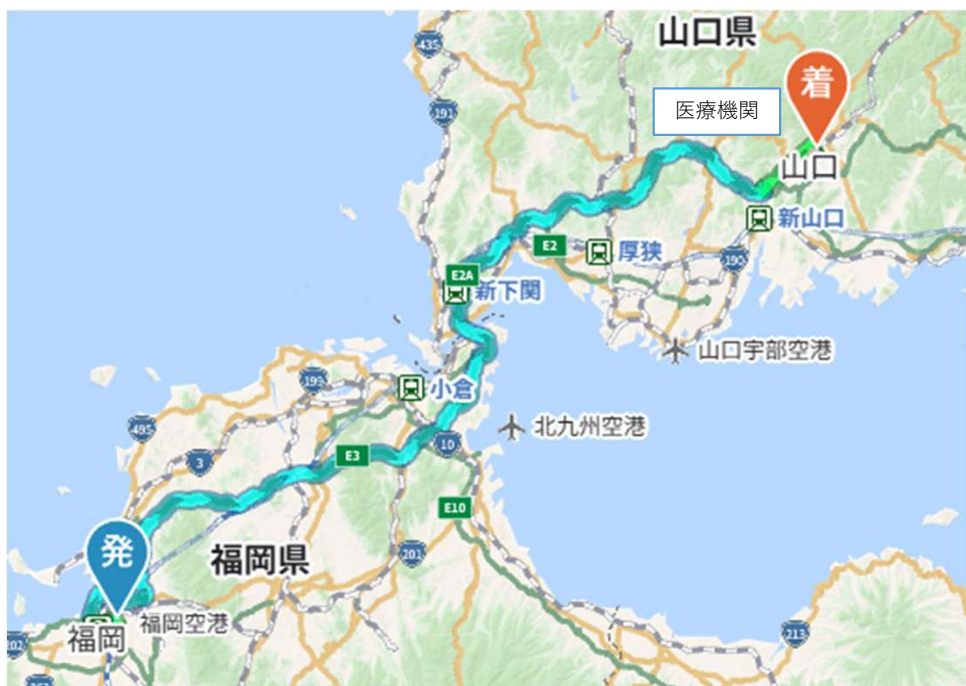 山口県
435
着
医療機関
191
山口
新山口
E2
厚狭
190
E2A
新下関
山口宇部空港
199
小倉
495
北九州空港
10
3
E3
E10
発
福岡県
201
福岡空港
福岡
202
213